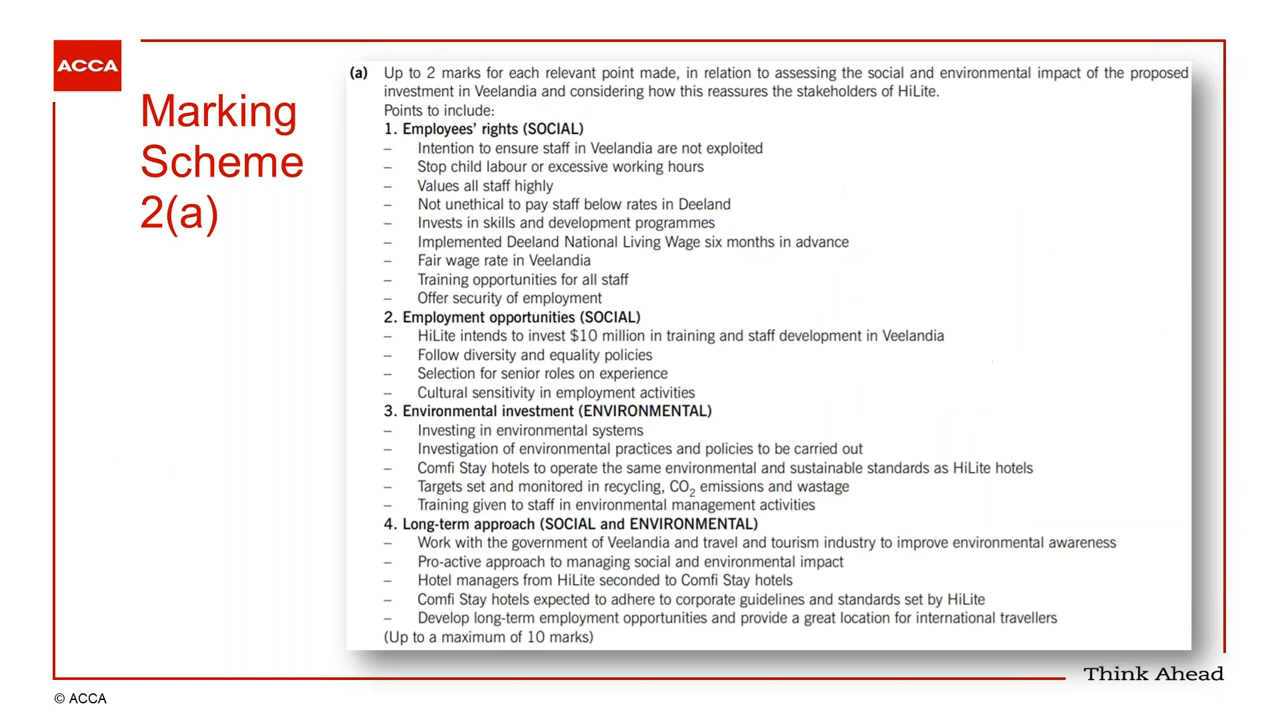 ACCA
Marking
Scheme
2(a)
(a) Up to 2 marks for each relevant point made, in relation to assessing the social and environmental impact of the proposed
investment in Veelandia and considering how this reassures the stakeholders of HiLite.
Points to include:
1. Employees' rights (SOCIAL)
– Intention to ensure staff in Veelandia are not exploited
– Stop child labour or excessive working hours
– Values all staff highly
– Not unethical to pay staff below rates in Deeland
– Invests in skills and development programmes
– Implemented Deeland National Living Wage six months in advance
– Fair wage rate in Veelandia
– Training opportunities for all staff
– Offer security of employment
2. Employment opportunities (SOCIAL)
– HiLite intends to invest $10 million in training and staff development in Veelandia
– Follow diversity and equality policies
– Selection for senior roles on experience
– Cultural sensitivity in employment activities
3. Environmental investment (ENVIRONMENTAL)
– Investing in environmental systems
– Investigation of environmental practices and policies to be carried out
– Comfi Stay hotels to operate the same environmental and sustainable standards as HiLite hotels
– Targets set and monitored in recycling, CO₂ emissions and wastage
– Training given to staff in environmental management activities
4. Long-term approach (SOCIAL and ENVIRONMENTAL)
– Work with the government of Veelandia and travel and tourism industry to improve environmental awareness
– Pro-active approach to managing social and environmental impact
– Hotel managers from HiLite seconded to Comfi Stay hotels
– Comfi Stay hotels expected to adhere to corporate guidelines and standards set by HiLite
– Develop long-term employment opportunities and provide a great location for international travellers
(Up to a maximum of 10 marks)
Think Ahead
© ACCA